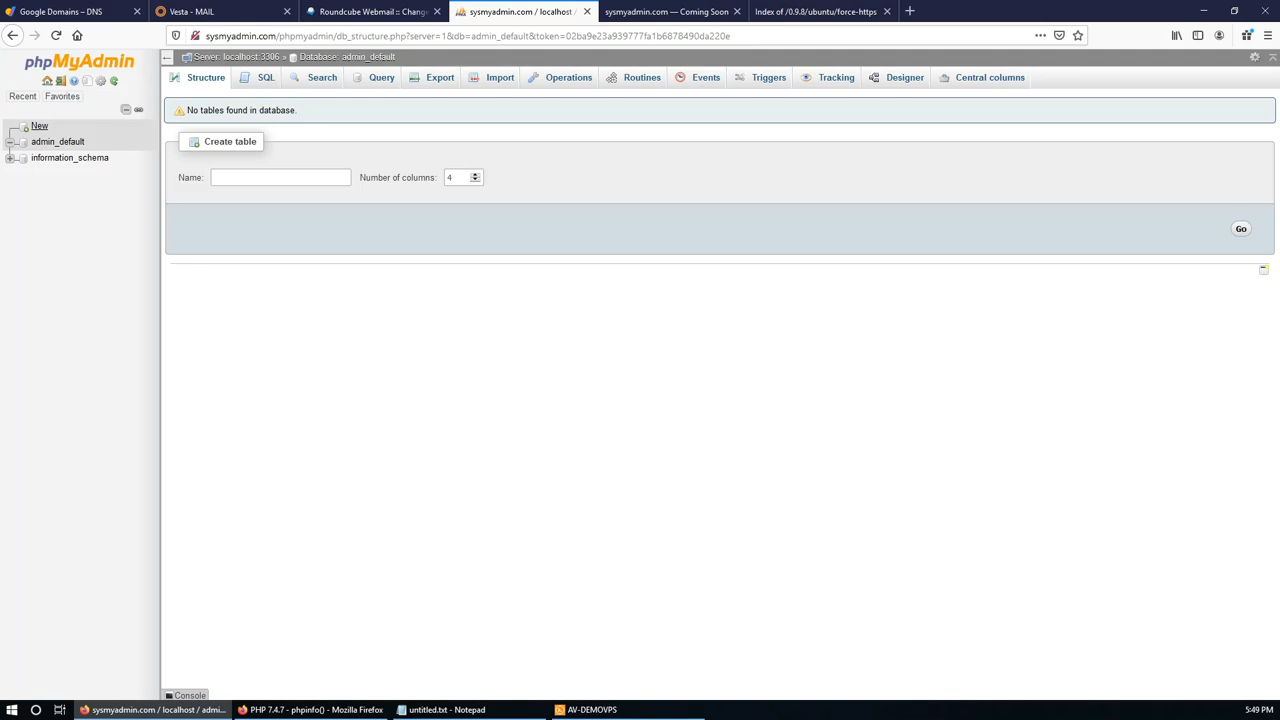 Google Domains – DNS
Vesta - MAIL
Roundcube Webmail :: Change
sysmyadmin.com / localhost /
sysmyadmin.com — Coming Soon
Index of /0.9.8/ubuntu/force-https
sysmyadmin.com/phpmyadmin/db_structure.php?server=1&db=admin_default&token=02ba9e23a939777fa1b6878490da220e
phpMyAdmin
Server: localhost:3306 » Database: admin_default
Structure SQL Search Query Export Import Operations Routines Events Triggers Tracking Designer Central columns
Recent Favorites
No tables found in database.
New
admin_default
information_schema
Create table
Name: Number of columns: 4
Go
Console
sysmyadmin.com / localhost / admi...
PHP 7.4.7 - phpinfo() - Mozilla Firefox
untitled.txt - Notepad
AV-DEMOVPS
5:49 PM